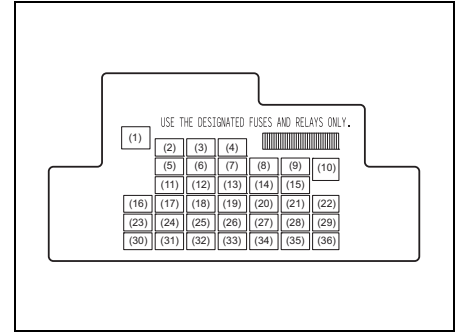 USE THE DESIGNATED FUSES AND RELAYS ONLY.
(1)
(2) (3) (4)
(5) (6) (7) (8) (9) (10)
(11) (12) (13) (14) (15)
(16) (17) (18) (19) (20) (21) (22)
(23) (24) (25) (26) (27) (28) (29)
(30) (31) (32) (33) (34) (35) (36)